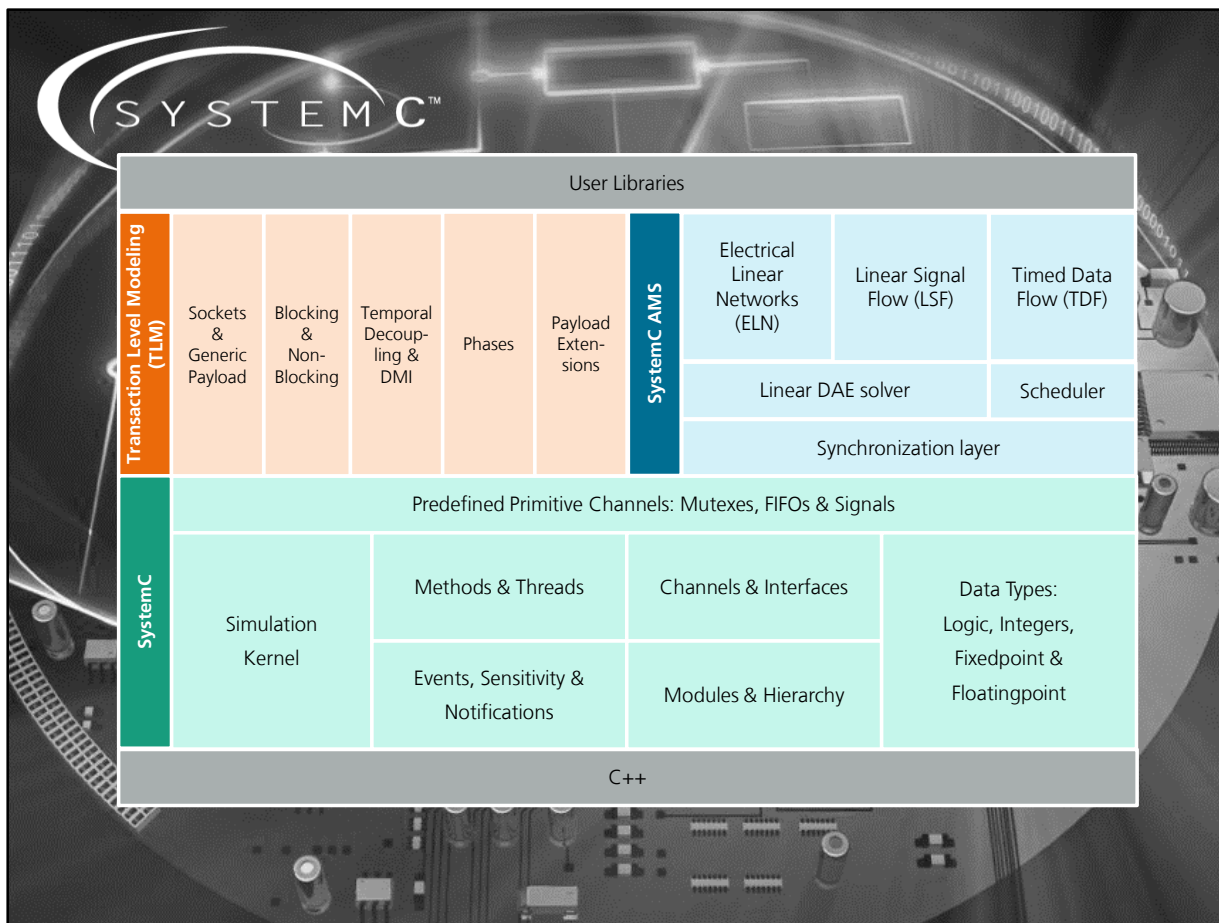 SYSTEMC™
User Libraries
Transaction Level Modeling
(TLM)
Sockets
&
Generic
Payload
Blocking
&
Non-
Blocking
Temporal
Decoup-
ling &
DMI
Phases
Payload
Exten-
sions
SystemC AMS
Electrical
Linear
Networks
(ELN)
Linear Signal
Flow (LSF)
Timed Data
Flow (TDF)
Linear DAE solver
Scheduler
Synchronization layer
SystemC
Predefined Primitive Channels: Mutexes, FIFOs & Signals
Simulation
Kernel
Methods & Threads
Channels & Interfaces
Data Types:
Logic, Integers,
Fixedpoint &
Floatingpoint
Events, Sensitivity &
Notifications
Modules & Hierarchy
C++